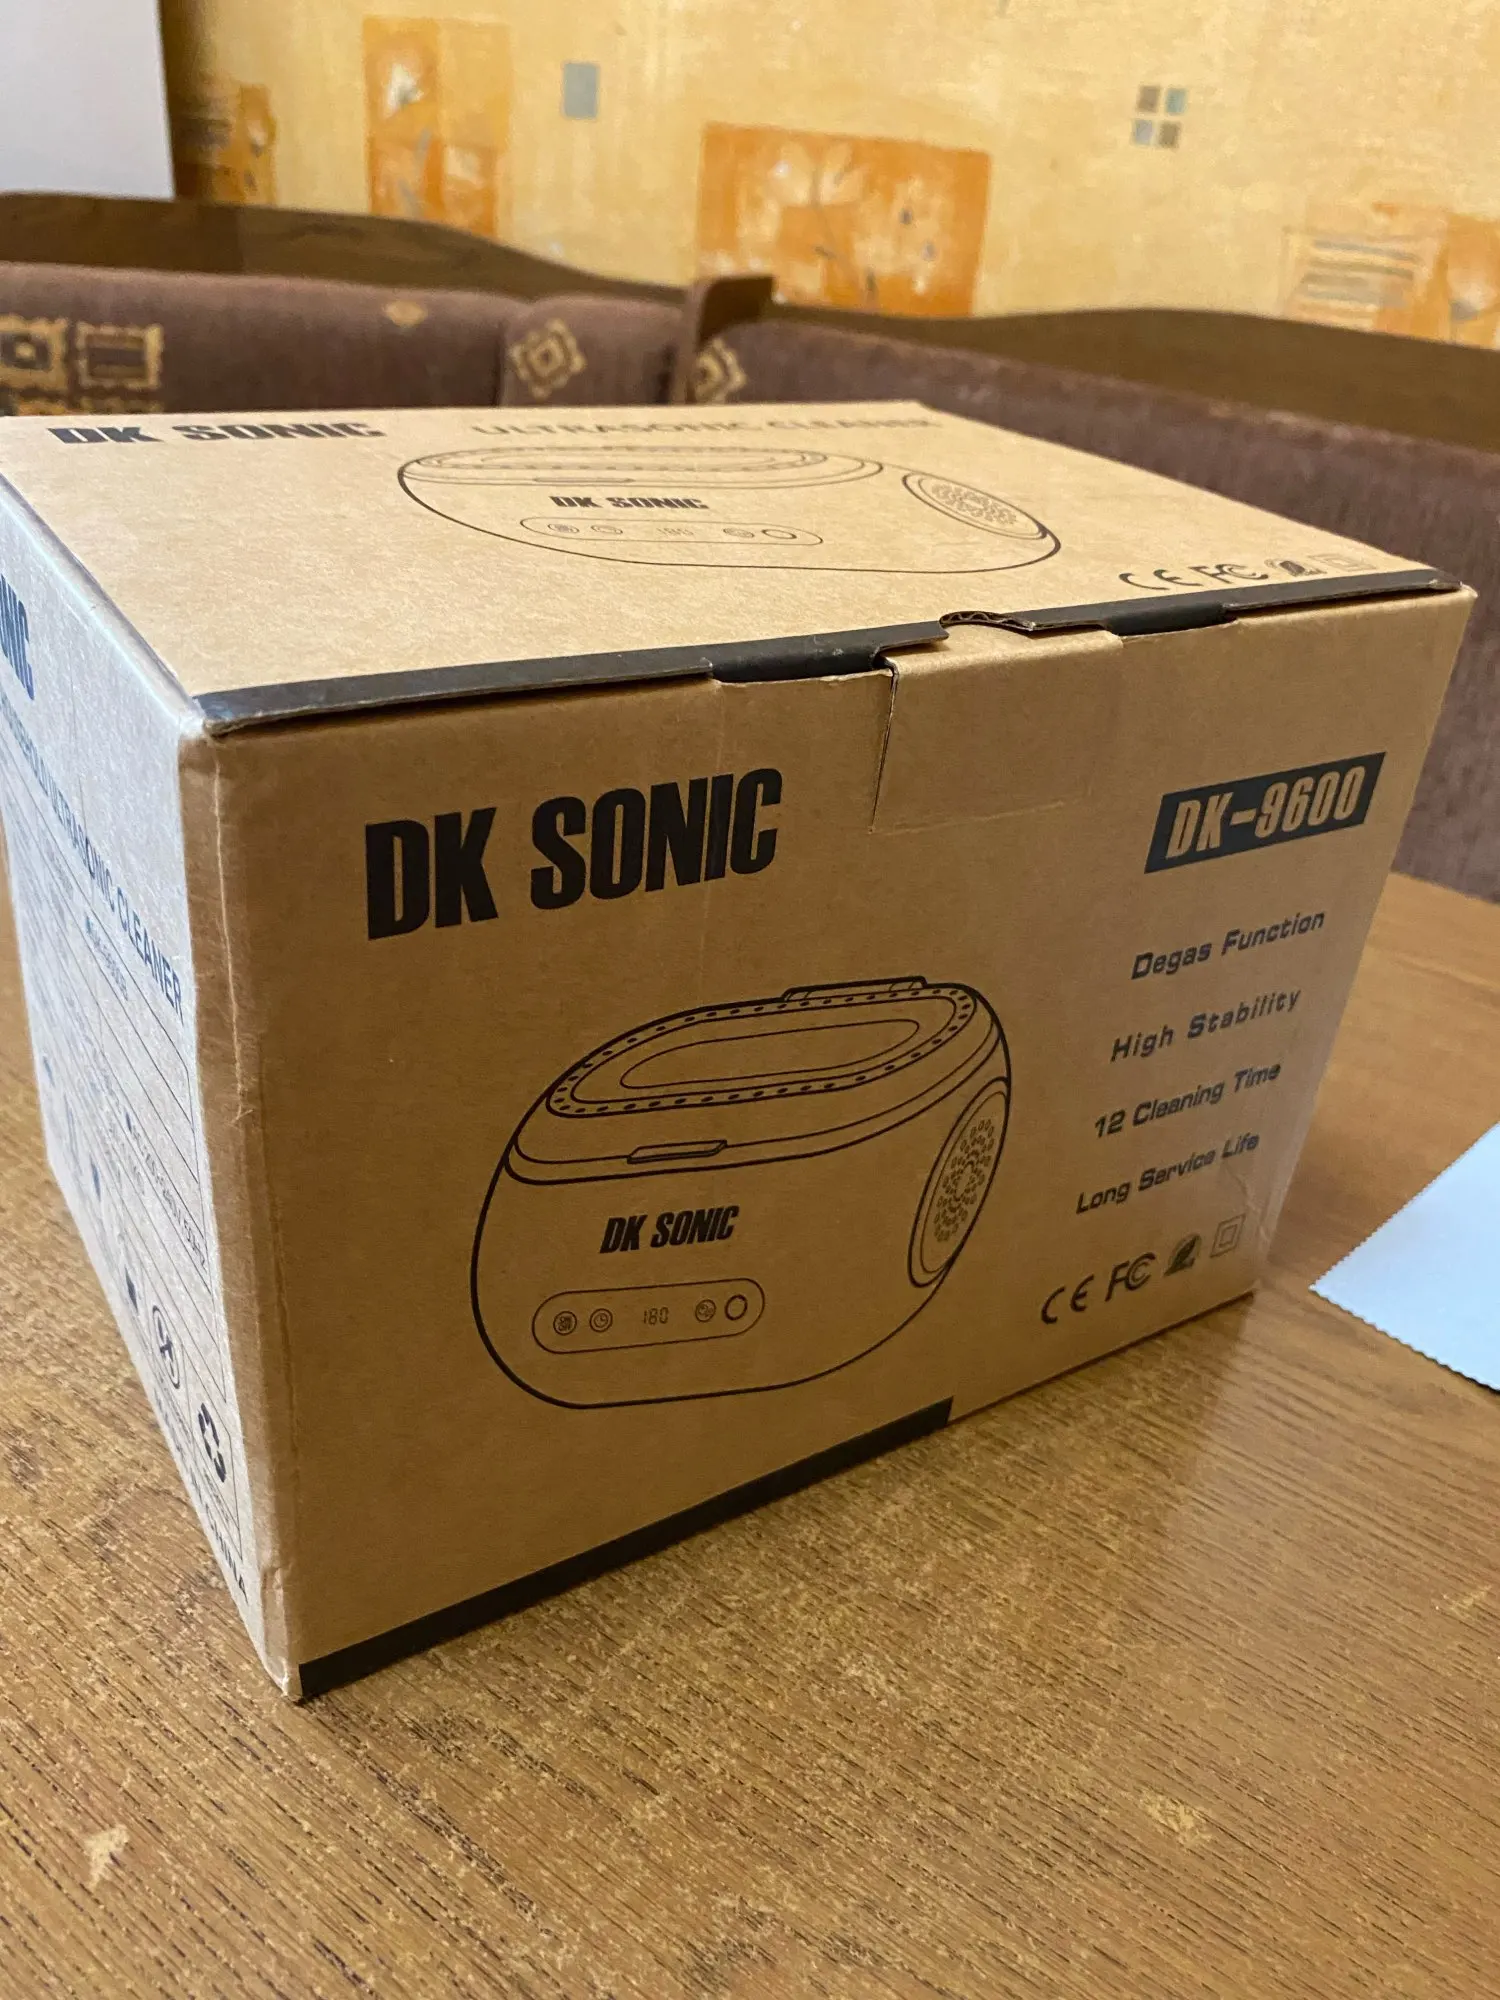 DK SONIC
ULTRASONIC CLEANER
DK SONIC
180
CE FC
DK SONIC
DK-9600
Degas Function
High Stability
12 Cleaning Time
Long Service Life
DK SONIC
180
CE FC
ULTRASONIC CLEANER